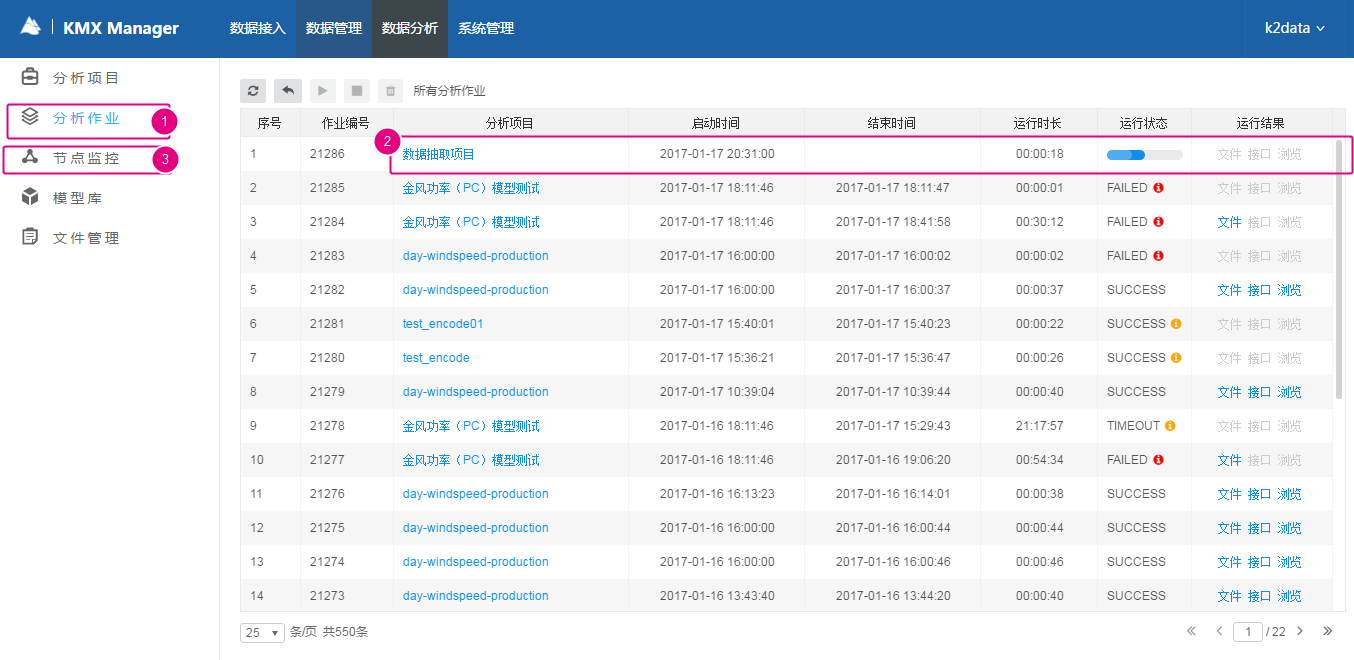 KMX Manager 数据接入 数据管理 数据分析 系统管理 k2data
分析项目
分析作业 1
节点监控 3
模型库
文件管理
所有分析作业
序号 作业编号 分析项目 启动时间 结束时间 运行时长 运行状态 运行结果
2
1 21286 数据抽取项目 2017-01-17 20:31:00 00:00:18 文件 接口 浏览
2 21285 金风功率（PC）模型测试 2017-01-17 18:11:46 2017-01-17 18:11:47 00:00:01 FAILED 文件 接口 浏览
3 21284 金风功率（PC）模型测试 2017-01-17 18:11:46 2017-01-17 18:41:58 00:30:12 FAILED 文件 接口 浏览
4 21283 day-windspeed-production 2017-01-17 16:00:00 2017-01-17 16:00:02 00:00:02 FAILED 文件 接口 浏览
5 21282 day-windspeed-production 2017-01-17 16:00:00 2017-01-17 16:00:37 00:00:37 SUCCESS 文件 接口 浏览
6 21281 test_encode01 2017-01-17 15:40:01 2017-01-17 15:40:23 00:00:22 SUCCESS 文件 接口 浏览
7 21280 test_encode 2017-01-17 15:36:21 2017-01-17 15:36:47 00:00:26 SUCCESS 文件 接口 浏览
8 21279 day-windspeed-production 2017-01-17 10:39:04 2017-01-17 10:39:44 00:00:40 SUCCESS 文件 接口 浏览
9 21278 金风功率（PC）模型测试 2017-01-16 18:11:46 2017-01-17 15:29:43 21:17:57 TIMEOUT 文件 接口 浏览
10 21277 金风功率（PC）模型测试 2017-01-16 18:11:46 2017-01-16 19:06:20 00:54:34 FAILED 文件 接口 浏览
11 21276 day-windspeed-production 2017-01-16 16:13:23 2017-01-16 16:14:01 00:00:38 SUCCESS 文件 接口 浏览
12 21275 day-windspeed-production 2017-01-16 16:00:00 2017-01-16 16:00:44 00:00:44 SUCCESS 文件 接口 浏览
13 21274 day-windspeed-production 2017-01-16 16:00:00 2017-01-16 16:00:46 00:00:46 SUCCESS 文件 接口 浏览
14 21273 day-windspeed-production 2017-01-16 13:43:40 2017-01-16 13:44:20 00:00:40 SUCCESS 文件 接口 浏览
25 条/页 共550条 1 / 22